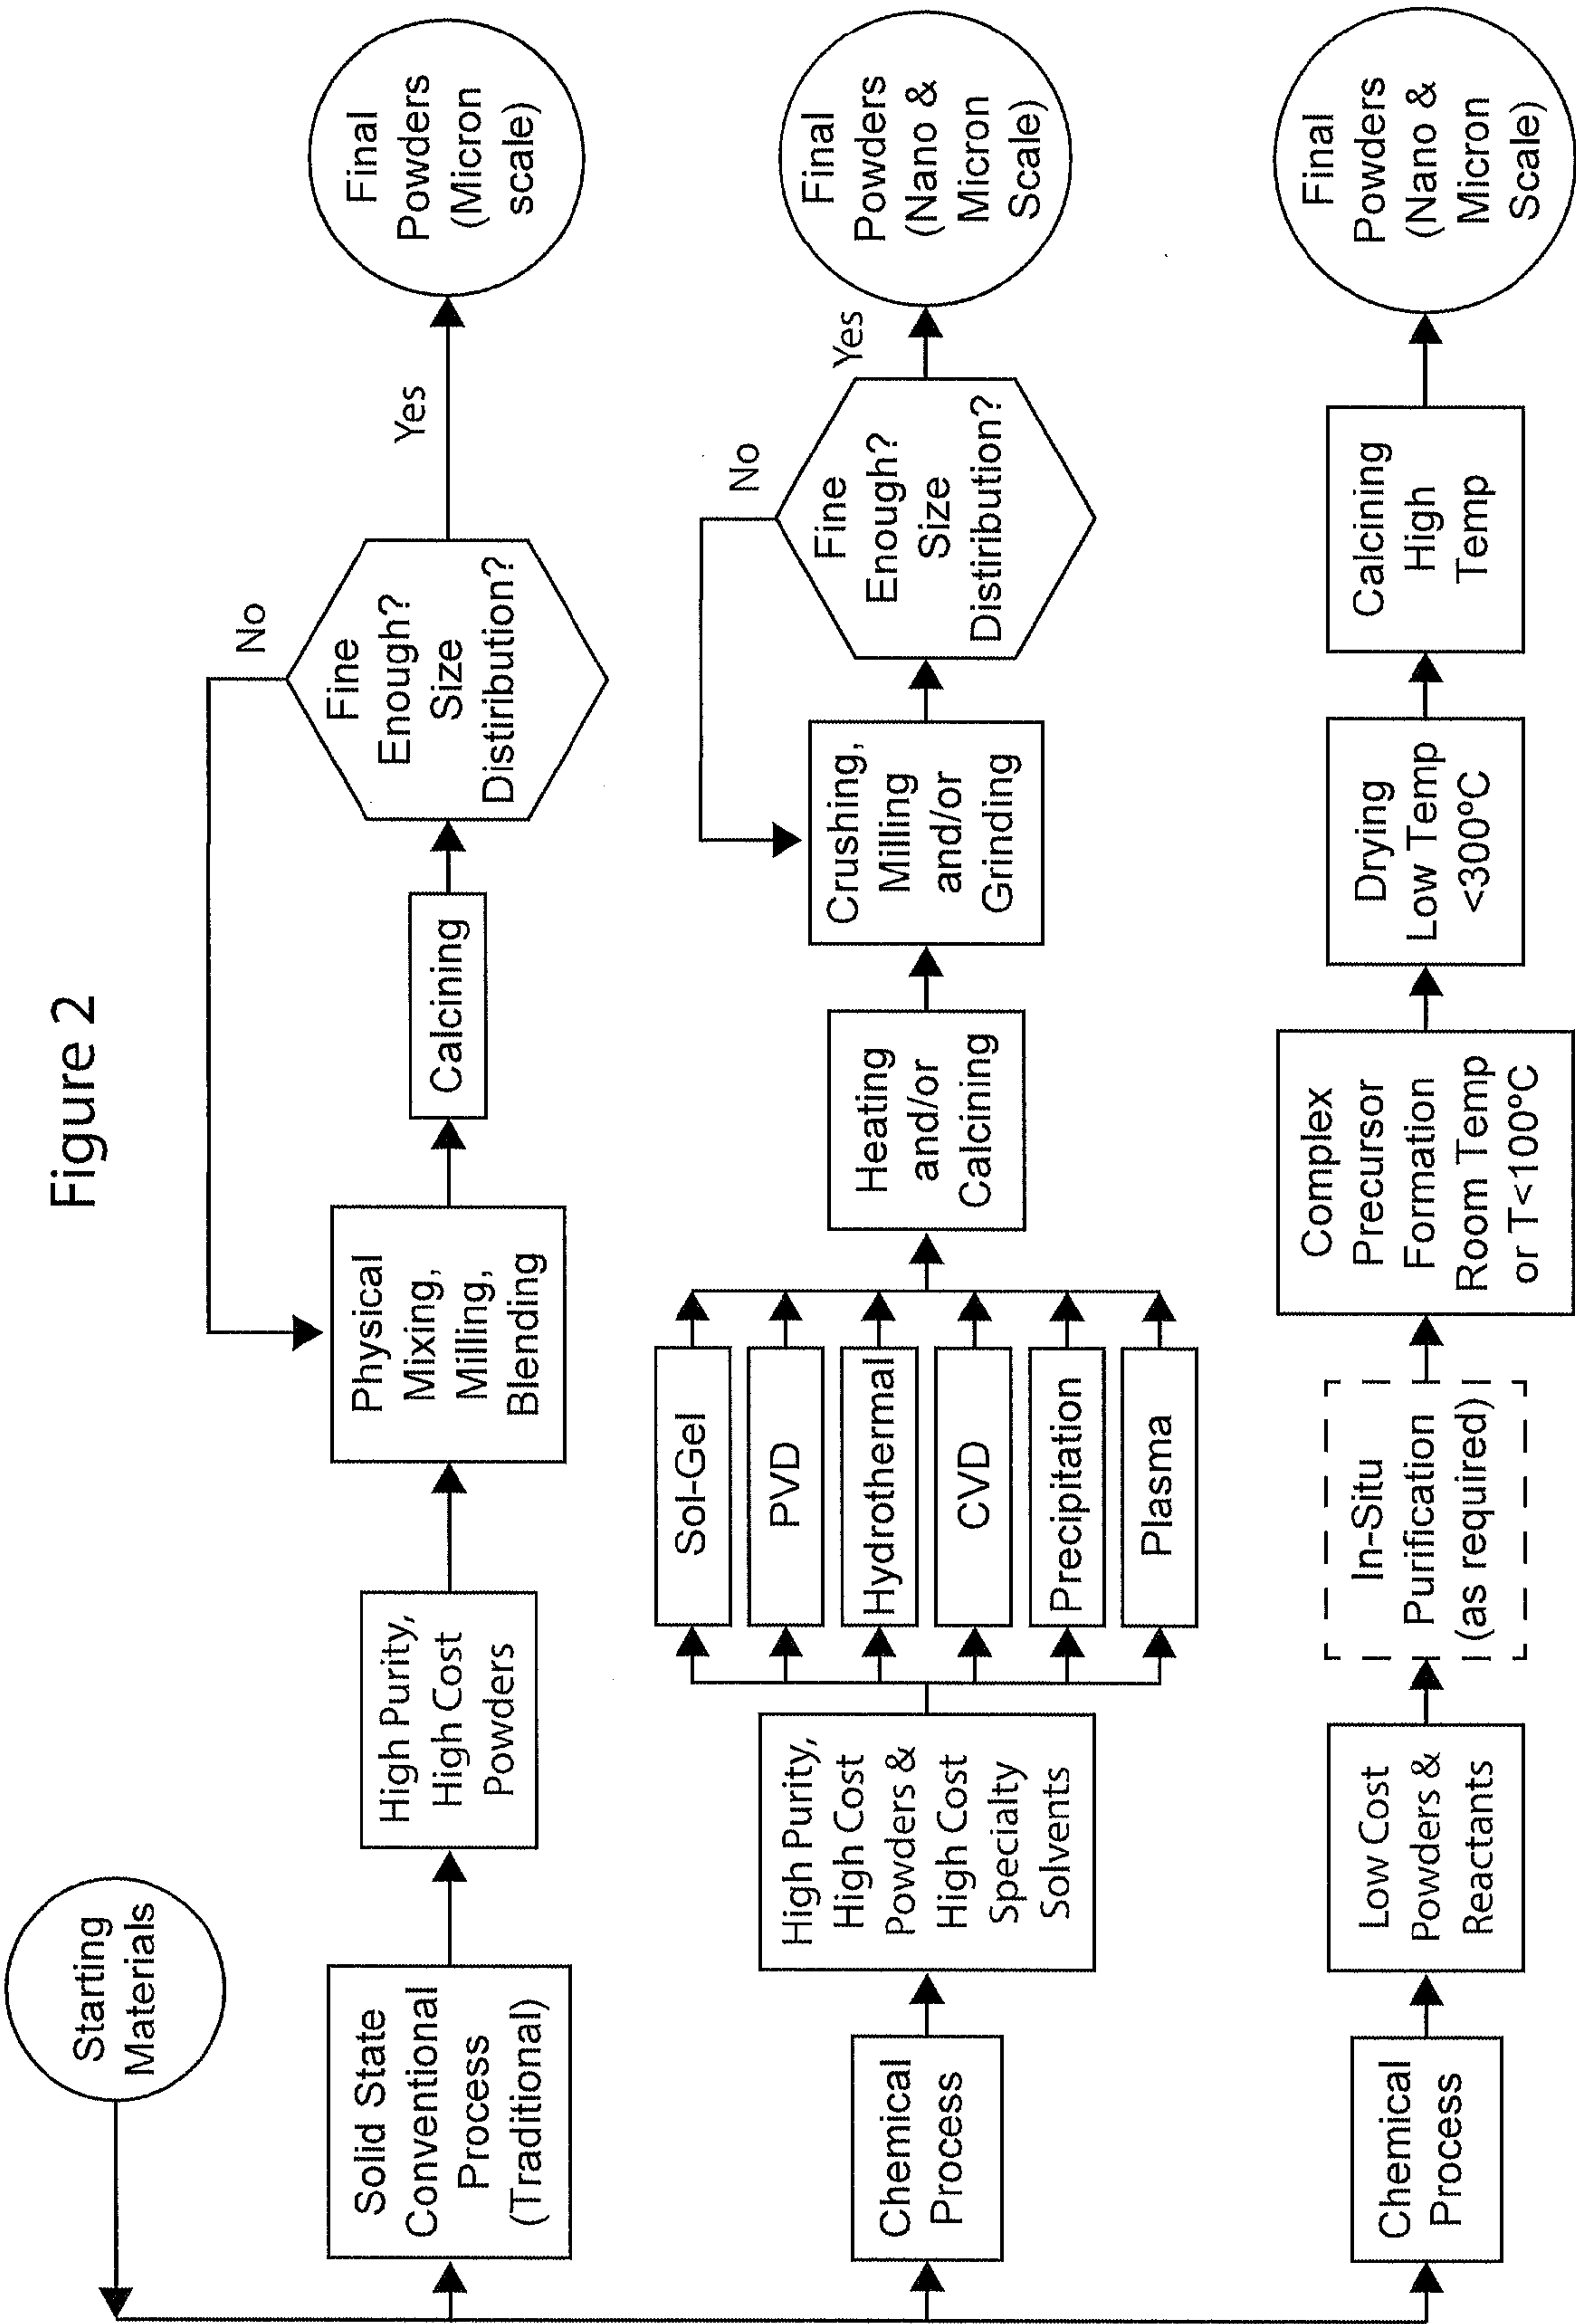 Figure 2
Starting
Materials
Solid State
Conventional
Process
(Traditional)
High Purity,
High Cost
Powders
Physical
Mixing,
Milling,
Blending
Calcining
Fine
Enough?
Size
Distiribution?
No
Yes
Final
Powders
(Micron
scale)
Chemical
Process
High Purity,
High Cost
Powders &
High Cost
Specialty
Solvents
Sol-Gel
PVD
Hydrothermal
CVD
Precipitation
Plasma
Heating
and/or
Calcining
Crushing,
Milling
and/or
Grinding
Fine
Enough?
Size
Distiribution?
No
Yes
Final
Powders
(Nano &
Micron
Scale)
Chemical
Process
Low Cost
Powders &
Reactants
In-Situ
Purification
(as required)
Complex
Precursor
Formation
Room Temp
or T<100ºC
Drying
Low Temp
<300ºC
Calcining
High
Temp
Final
Powders
(Nano &
Micron
Scale)